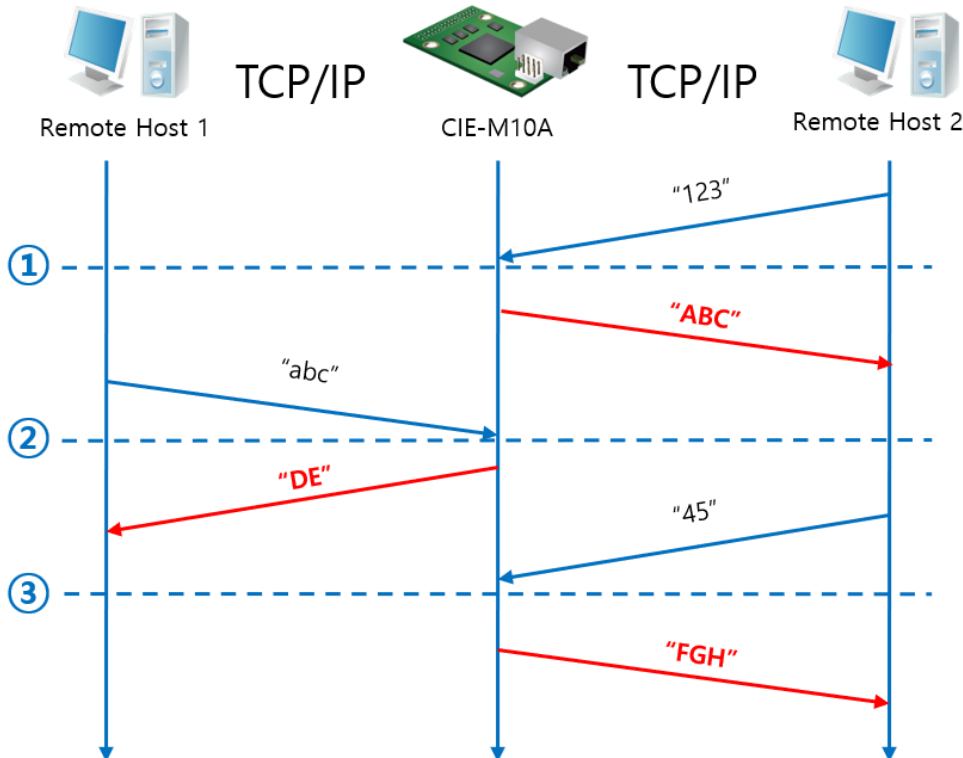 TCP/IP
TCP/IP
Remote Host 1
CIE-M10A
Remote Host 2
“123”
①
“ABC”
“abc”
②
“DE”
“45”
③
“FGH”